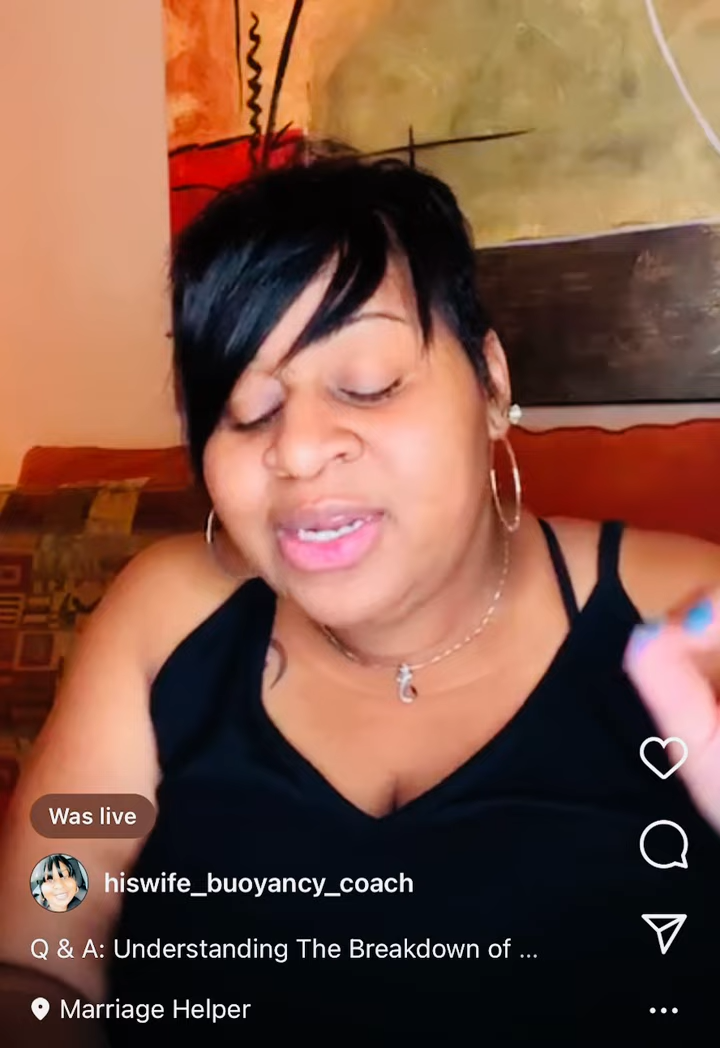 Was live
hiswife_buoyancy_coach
Q & A: Understanding The Breakdown of ...
Marriage Helper